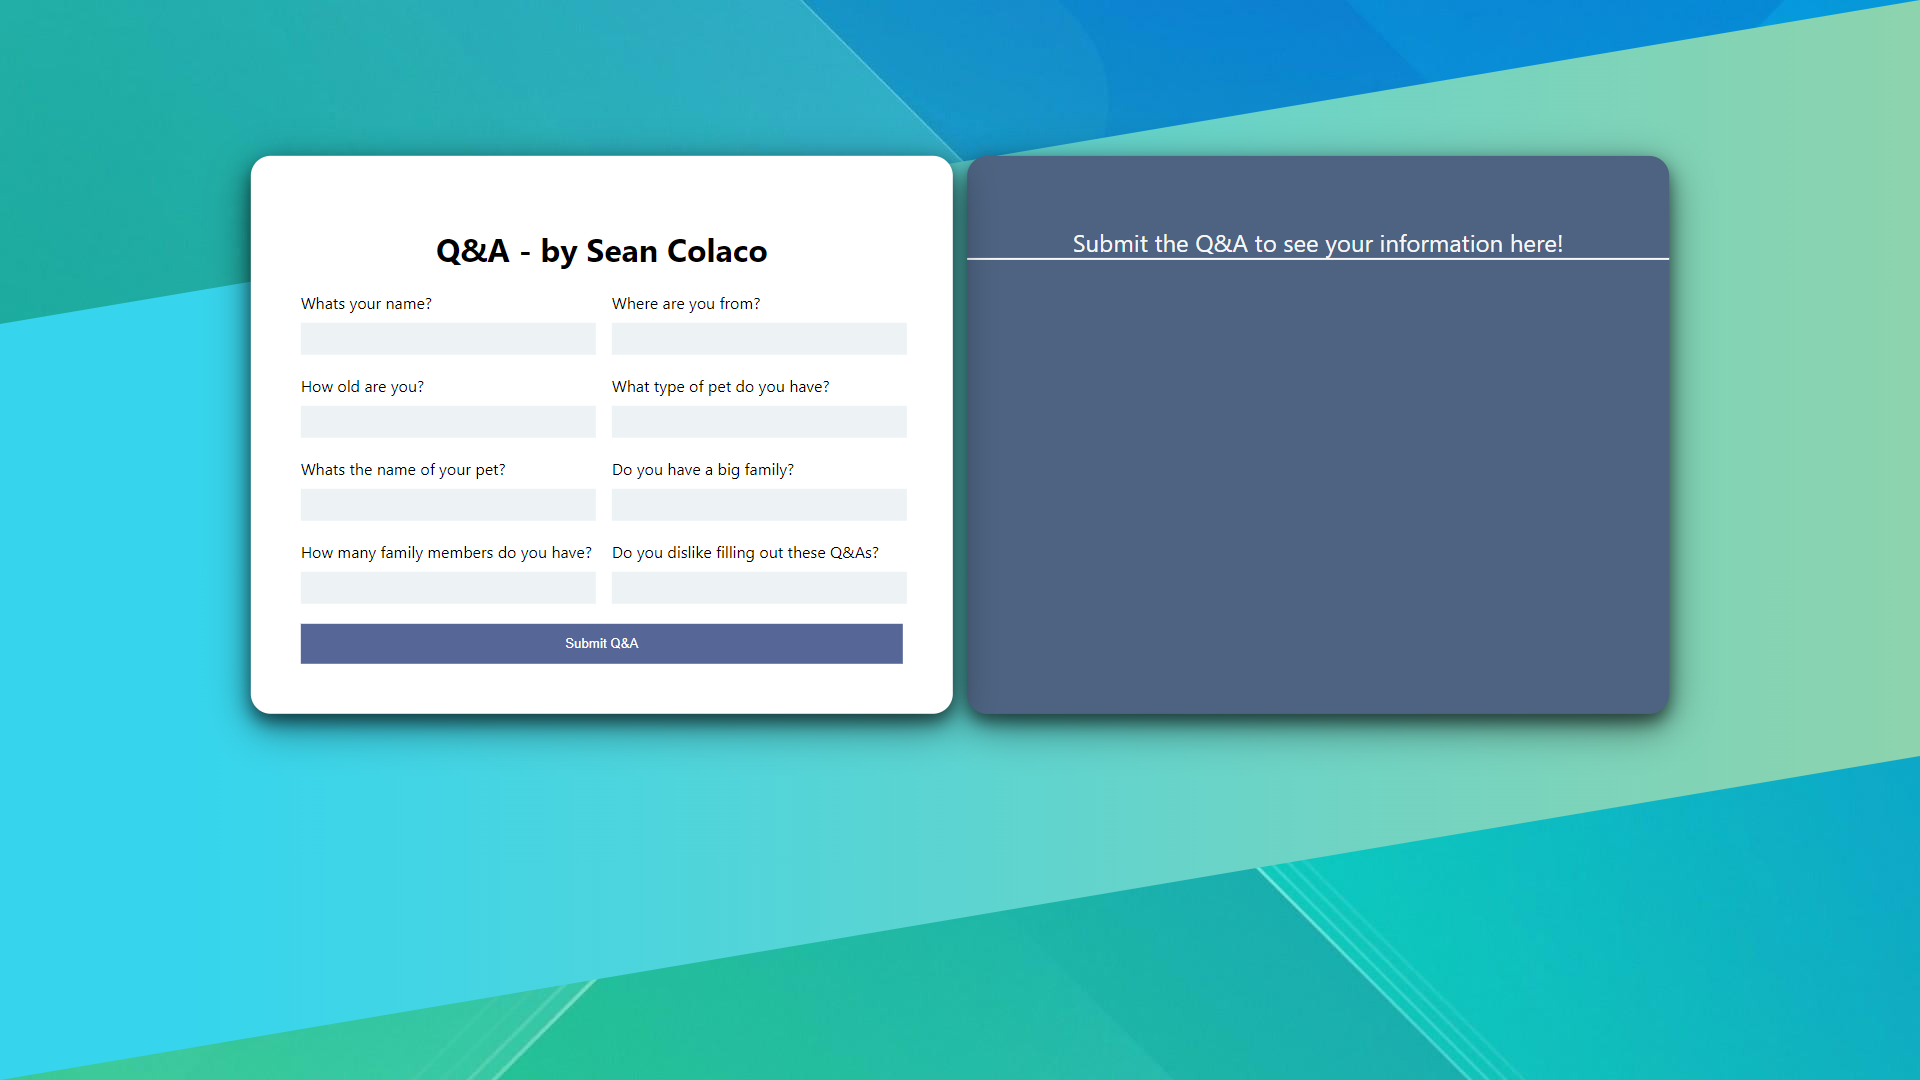 Q&A - by Sean Colaco
Whats your name?
Where are you from?
How old are you?
What type of pet do you have?
Whats the name of your pet?
Do you have a big family?
How many family members do you have?
Do you dislike filling out these Q&As?
Submit Q&A
Submit the Q&A to see your information here!